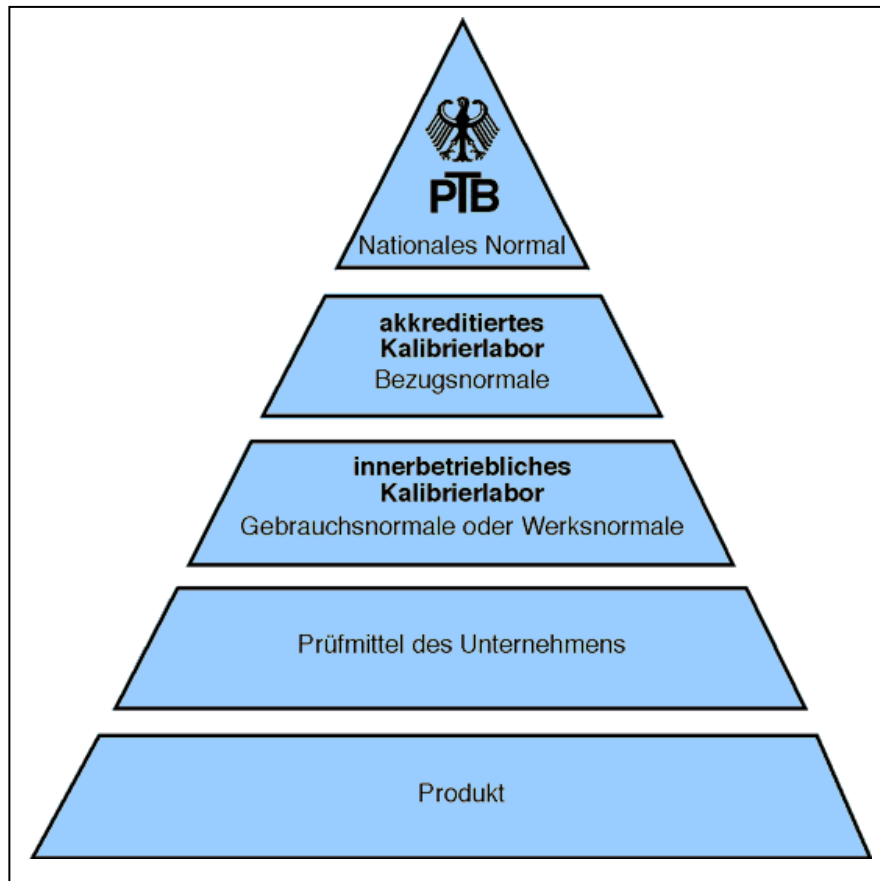 PTB
Nationales Normal
akkreditiertes
Kalibrierlabor
Bezugsnormale
innerbetriebliches
Kalibrierlabor
Gebrauchsnormale oder Werksnormale
Prüfmittel des Unternehmens
Produkt